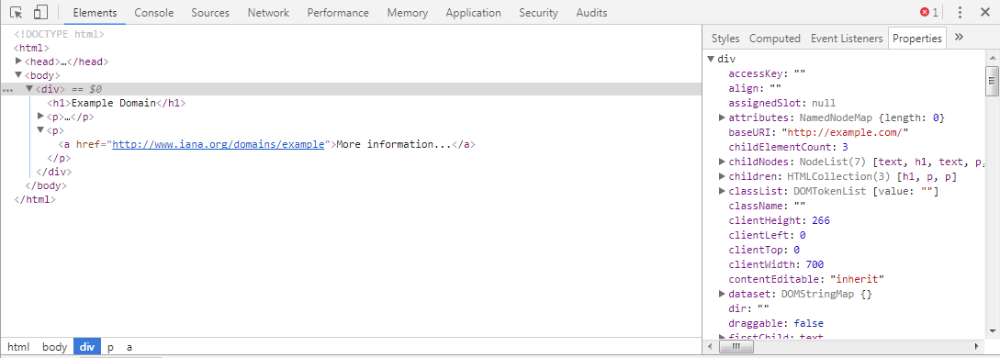 Elements Console Sources Network Performance Memory Application Security Audits 1
<!DOCTYPE html>
<html>
<head>…</head>
<body>
… <div> == $0
<h1>Example Domain</h1>
<p>…</p>
<p>
<a href="http://www.iana.org/domains/example">More information...</a>
</p>
</div>
</body>
</html>
html body div p a
Styles Computed Event Listeners Properties »
div
accessKey: ""
align: ""
assignedSlot: null
attributes: NamedNodeMap {length: 0}
baseURI: "http://example.com/"
childElementCount: 3
childNodes: NodeList(7) [text, h1, text, p,
children: HTMLCollection(3) [h1, p, p]
classList: DOMTokenList [value: ""]
className: ""
clientHeight: 266
clientLeft: 0
clientTop: 0
clientWidth: 700
contentEditable: "inherit"
dataset: DOMStringMap {}
dir: ""
draggable: false
firstChild: text